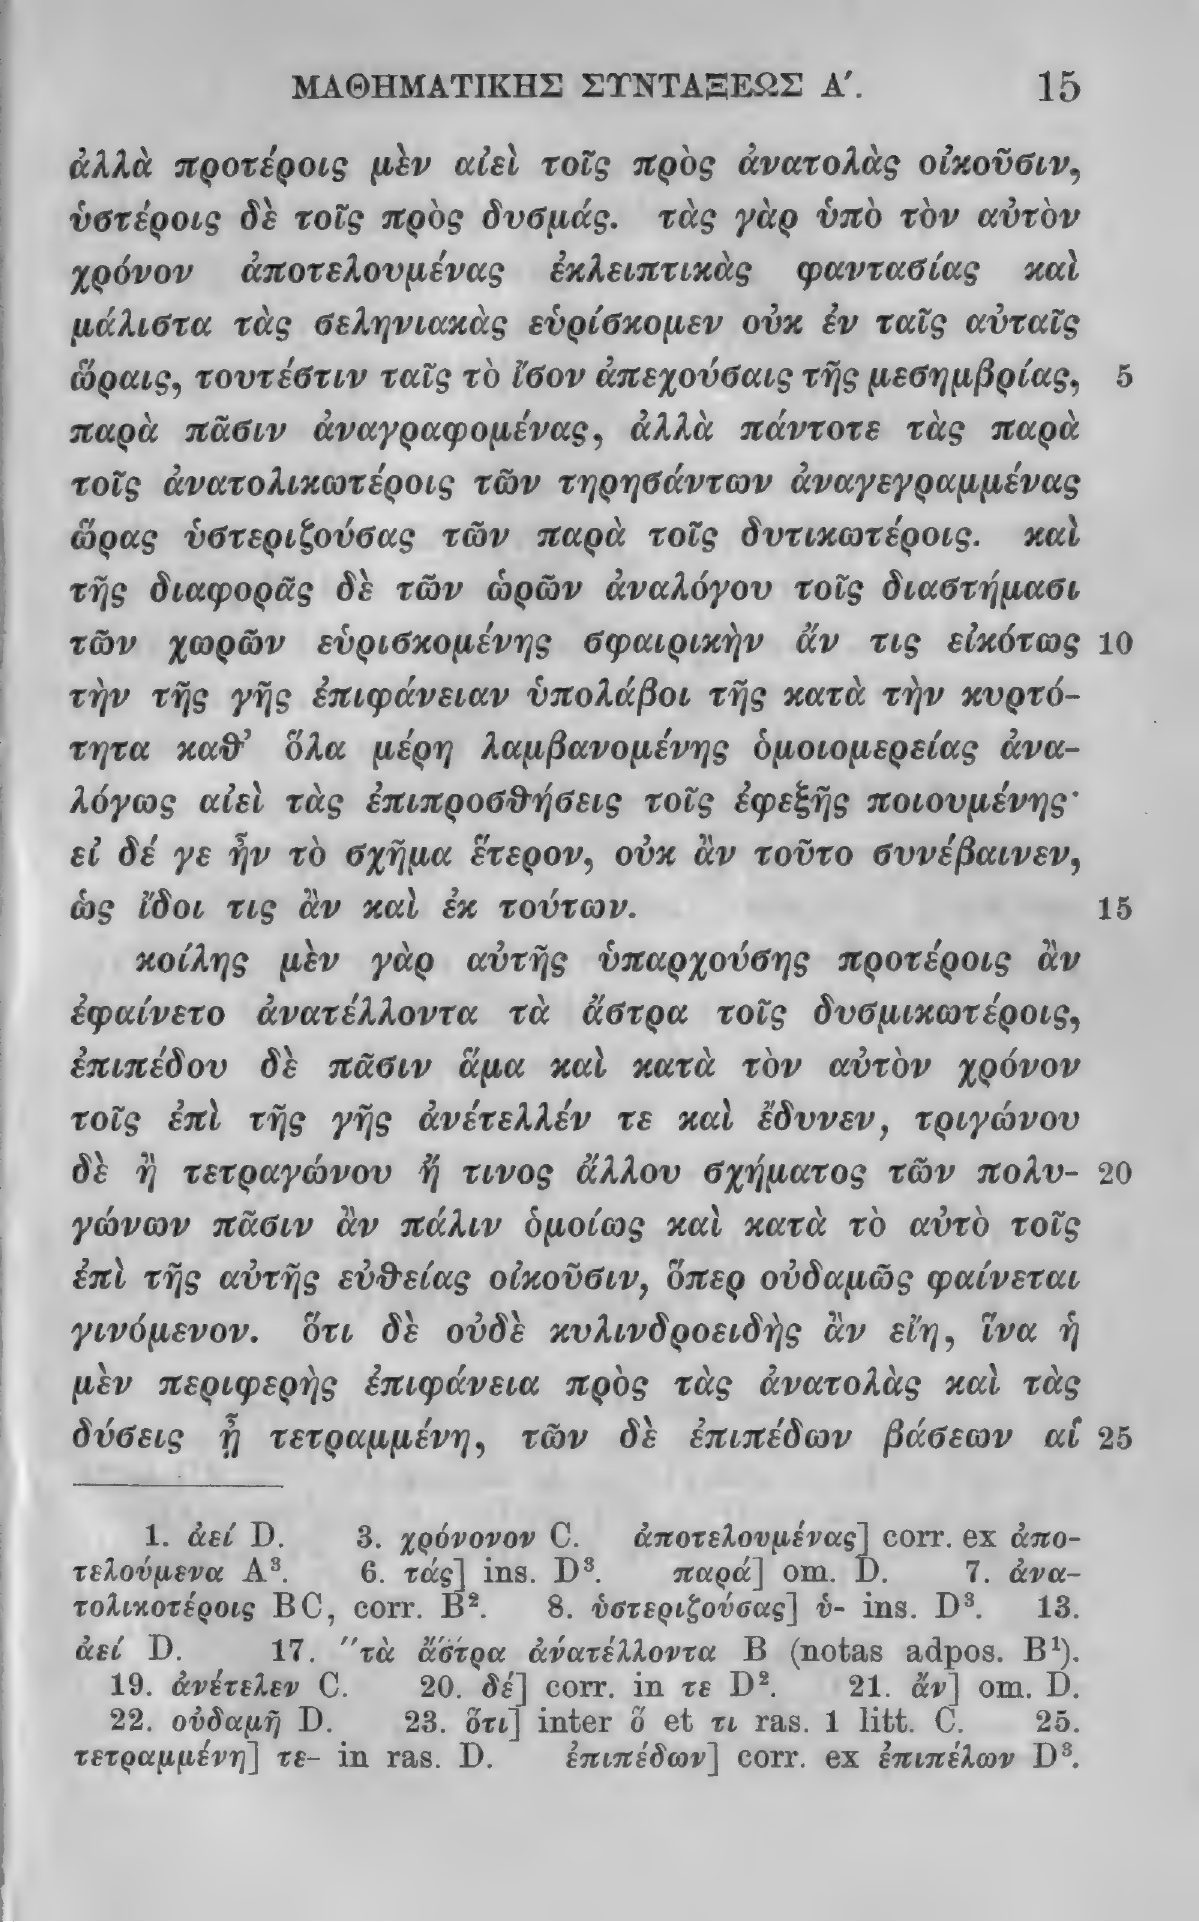 ΜΑΘΗΜΑΤΙΚΗΣ ΣΥΝΤΑΞΕΩΣ Α΄. 15
ἀλλὰ προτέροις μὲν αἰεὶ τοῖς πρὸς ἀνατολὰς οἰκοῦσιν,
ὑστέροις δὲ τοῖς πρὸς δυσμάς. τὰς γὰρ ὑπὸ τὸν αὐτὸν
χρόνον ἀποτελουμένας ἐκλειπτικὰς φαντασίας καὶ
μάλιστα τὰς σεληνιακὰς εὑρίσκομεν οὐκ ἐν ταῖς αὐταῖς
ὥραις, τουτέστιν ταῖς τὸ ἴσον ἀπεχούσαις τῆς μεσημβρίας, 5
παρὰ πᾶσιν ἀναγραφομένας, ἀλλὰ πάντοτε τὰς παρὰ
τοῖς ἀνατολικωτέροις τῶν τηρησάντων ἀναγεγραμμένας
ὥρας ὑστεριζούσας τῶν παρὰ τοῖς δυτικωτέροις. καὶ
τῆς διαφορᾶς δὲ τῶν ὡρῶν ἀναλόγου τοῖς διαστήμασι
τῶν χωρῶν εὑρισκομένης σφαιρικὴν ἄν τις εἰκότως 10
τὴν τῆς γῆς ἐπιφάνειαν ὑπολάβοι τῆς κατὰ τὴν κυρτό-
τητα καθ’ ὅλα μέρη λαμβανομένης ὁμοιομερείας ἀνα-
λόγως αἰεὶ τὰς ἐπιπροσθήσεις τοῖς ἐφεξῆς ποιουμένης·
εἰ δέ γε ἦν τὸ σχῆμα ἕτερον, οὐκ ἂν τοῦτο συνέβαινεν,
ὡς ἴδοι τις ἂν καὶ ἐκ τούτων. 15
κοίλης μὲν γὰρ αὐτῆς ὑπαρχούσης προτέροις ἂν
ἐφαίνετο ἀνατέλλοντα τὰ ἄστρα τοῖς δυσμικωτέροις,
ἐπιπέδου δὲ πᾶσιν ἅμα καὶ κατὰ τὸν αὐτὸν χρόνον
τοῖς ἐπὶ τῆς γῆς ἀνέτελλέν τε καὶ ἔδυνεν, τριγώνου
δὲ ἢ τετραγώνου ἤ τινος ἄλλου σχήματος τῶν πολυ- 20
γώνων πᾶσιν ἂν πάλιν ὁμοίως καὶ κατὰ τὸ αὐτὸ τοῖς
ἐπὶ τῆς αὐτῆς εὐθείας οἰκοῦσιν, ὅπερ οὐδαμῶς φαίνεται
γινόμενον. ὅτι δὲ οὐδὲ κυλινδροειδὴς ἂν εἴη, ἵνα ἡ
μὲν περιφερὴς ἐπιφάνεια πρὸς τὰς ἀνατολὰς καὶ τὰς
δύσεις ᾖ τετραμμένη, τῶν δὲ ἐπιπέδων βάσεων αἱ 25
1. ἀεί D. 3. χρόνονον C. ἀποτελουμένας] corr. ex ἀπο-
τελούμενα A³. 6. τάς] ins. D³. παρά] om. D. 7. ἀνα-
τολικοτέροις BC, corr. B². 8. ὑστεριζούσας] ὑ- ins. D³. 13.
ἀεί D. 17. ″τὰ ἄστρα ἀνατέλλοντα B (notas adpos. B¹).
19. ἀνέτελεν C. 20. δέ] corr. in τε D². 21. ἄν] om. D.
22. οὐδαμῇ D. 23. ὅτι] inter ὅ et τι ras. 1 litt. C. 25.
τετραμμένη] τε- in ras. D. ἐπιπέδων] corr. ex ἐπιπέλων D³.